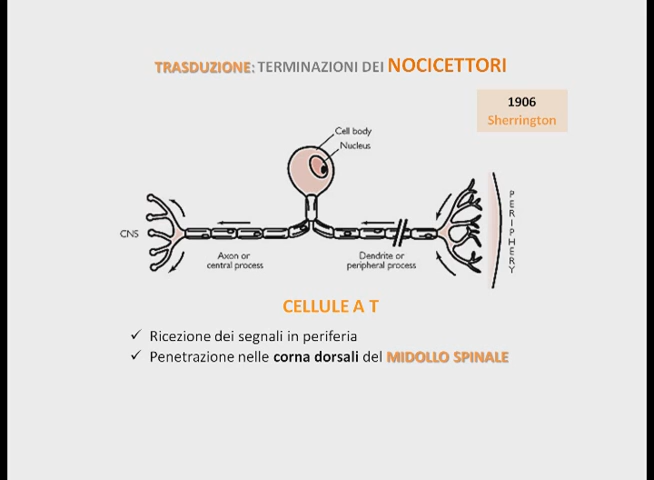 TRASDUZIONE: TERMINAZIONI DEI NOCICETTORI
1906
Sherrington
Cell body
Nucleus
CNS
Axon or
central process
Dendrite or
peripheral process
PERIPHERY
CELLULE A T
✓ Ricezione dei segnali in periferia
✓ Penetrazione nelle corna dorsali del MIDOLLO SPINALE